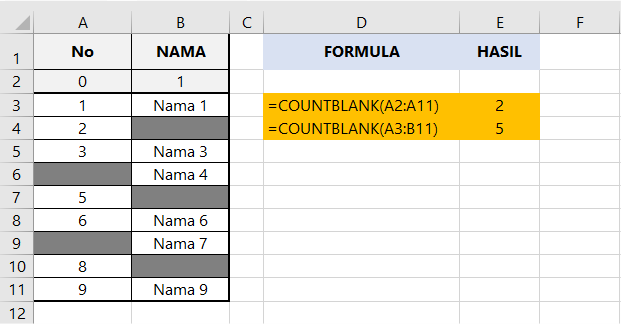 A B C D E F
1 No NAMA FORMULA HASIL
2 0 1
3 1 Nama 1 =COUNTBLANK(A2:A11) 2
4 2 =COUNTBLANK(A3:B11) 5
5 3 Nama 3
6 Nama 4
7 5
8 6 Nama 6
9 Nama 7
10 8
11 9 Nama 9
12